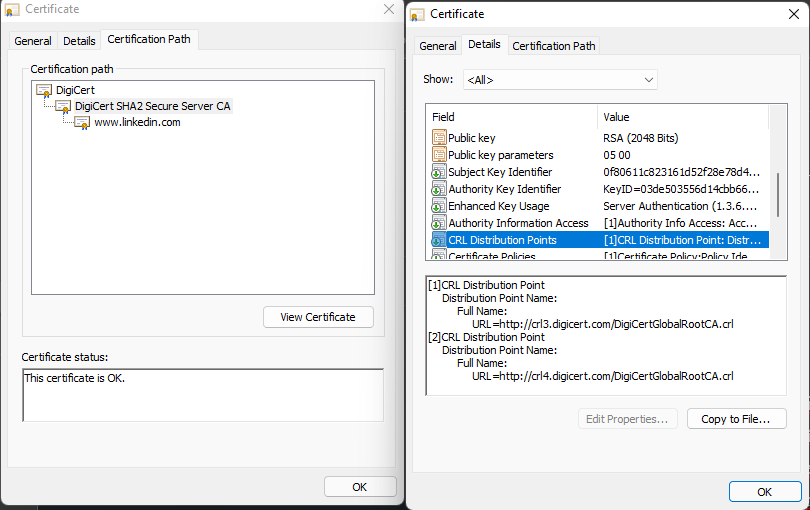 Certificate
General
Details
Certification Path
Certification path
DigiCert
DigiCert SHA2 Secure Server CA
www.linkedin.com
View Certificate
Certificate status:
This certificate is OK.
OK
Certificate
General
Details
Certification Path
Show:
<All>
Field Value
Public key RSA (2048 Bits)
Public key parameters 05 00
Subject Key Identifier 0f80611c823161d52f28e78d4...
Authority Key Identifier KeyID=03de503556d14cbb66...
Enhanced Key Usage Server Authentication (1.3.6....
Authority Information Access [1]Authority Info Access: Acc...
CRL Distribution Points [1]CRL Distribution Point: Distr...
Certificate Policies [1]Certificate Policy:Policy Ide...
[1]CRL Distribution Point
Distribution Point Name:
Full Name:
URL=http://crl3.digicert.com/DigiCertGlobalRootCA.crl
[2]CRL Distribution Point
Distribution Point Name:
Full Name:
URL=http://crl4.digicert.com/DigiCertGlobalRootCA.crl
Edit Properties...
Copy to File...
OK